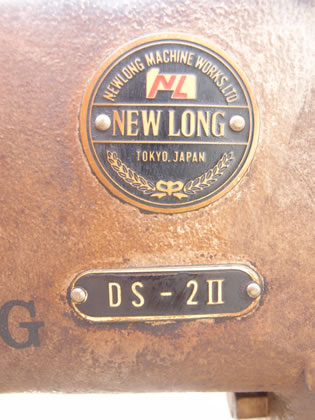 NEWLONG MACHINE WORKS, LTD
NL
NEW LONG
TOKYO, JAPAN
DS-2II
G